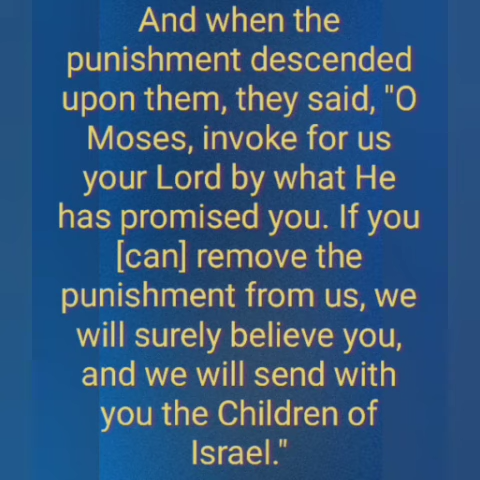 And when the
punishment descended
upon them, they said, "O
Moses, invoke for us
your Lord by what He
has promised you. If you
[can] remove the
punishment from us, we
will surely believe you,
and we will send with
you the Children of
Israel."